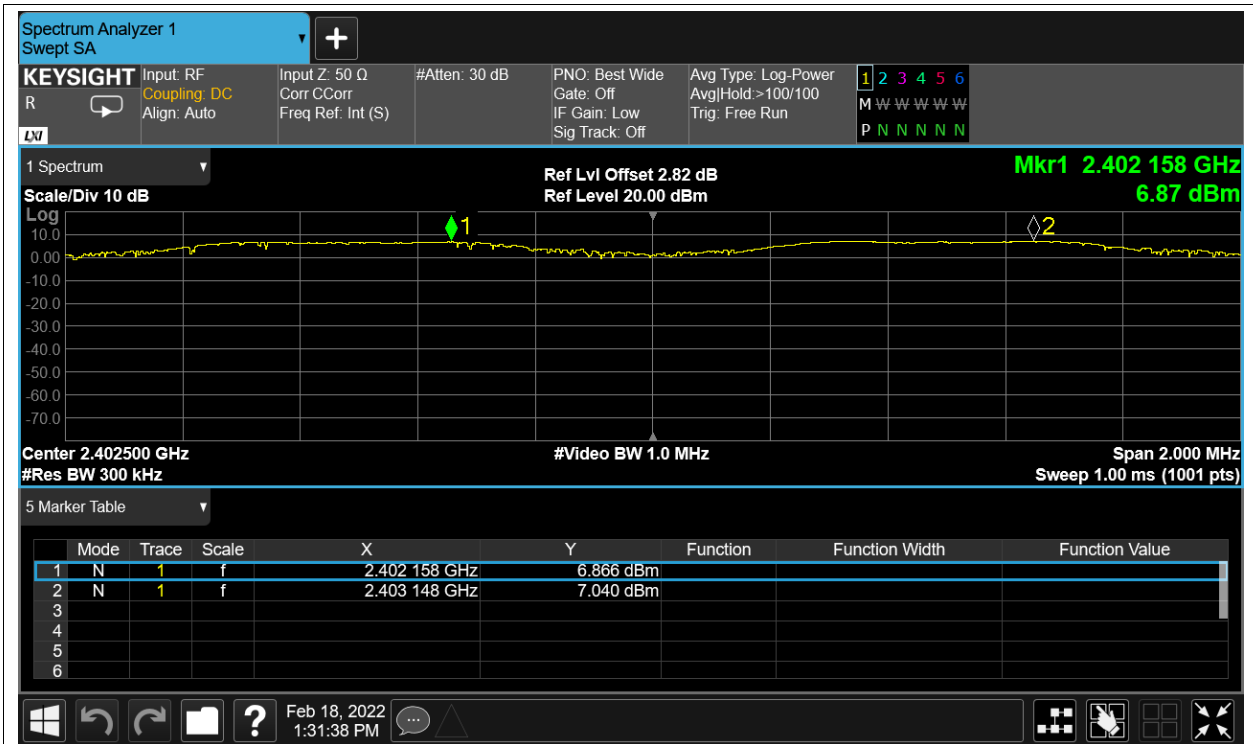 Spectrum Analyzer 1
Swept SA
KEYSIGHT
R
LXI
Input: RF
Coupling: DC
Align: Auto
Input Z: 50 Ω
Corr CCorr
Freq Ref: Int (S)
#Atten: 30 dB
PNO: Best Wide
Gate: Off
IF Gain: Low
Sig Track: Off
Avg Type: Log-Power
Avg|Hold:>100/100
Trig: Free Run
1 2 3 4 5 6
M W W W W W
P N N N N N
1 Spectrum
Scale/Div 10 dB
Ref Lvl Offset 2.82 dB
Ref Level 20.00 dBm
Mkr1 2.402 158 GHz
6.87 dBm
Log
1 2
10.0
0.00
-10.0
-20.0
-30.0
-40.0
-50.0
-60.0
-70.0
Center 2.402500 GHz
#Res BW 300 kHz
#Video BW 1.0 MHz
Span 2.000 MHz
Sweep 1.00 ms (1001 pts)
5 Marker Table
Mode Trace Scale X Y Function Function Width Function Value
1 N 1 f 2.402 158 GHz 6.866 dBm
2 N 1 f 2.403 148 GHz 7.040 dBm
3
4
5
6
?
Feb 18, 2022
1:31:38 PM